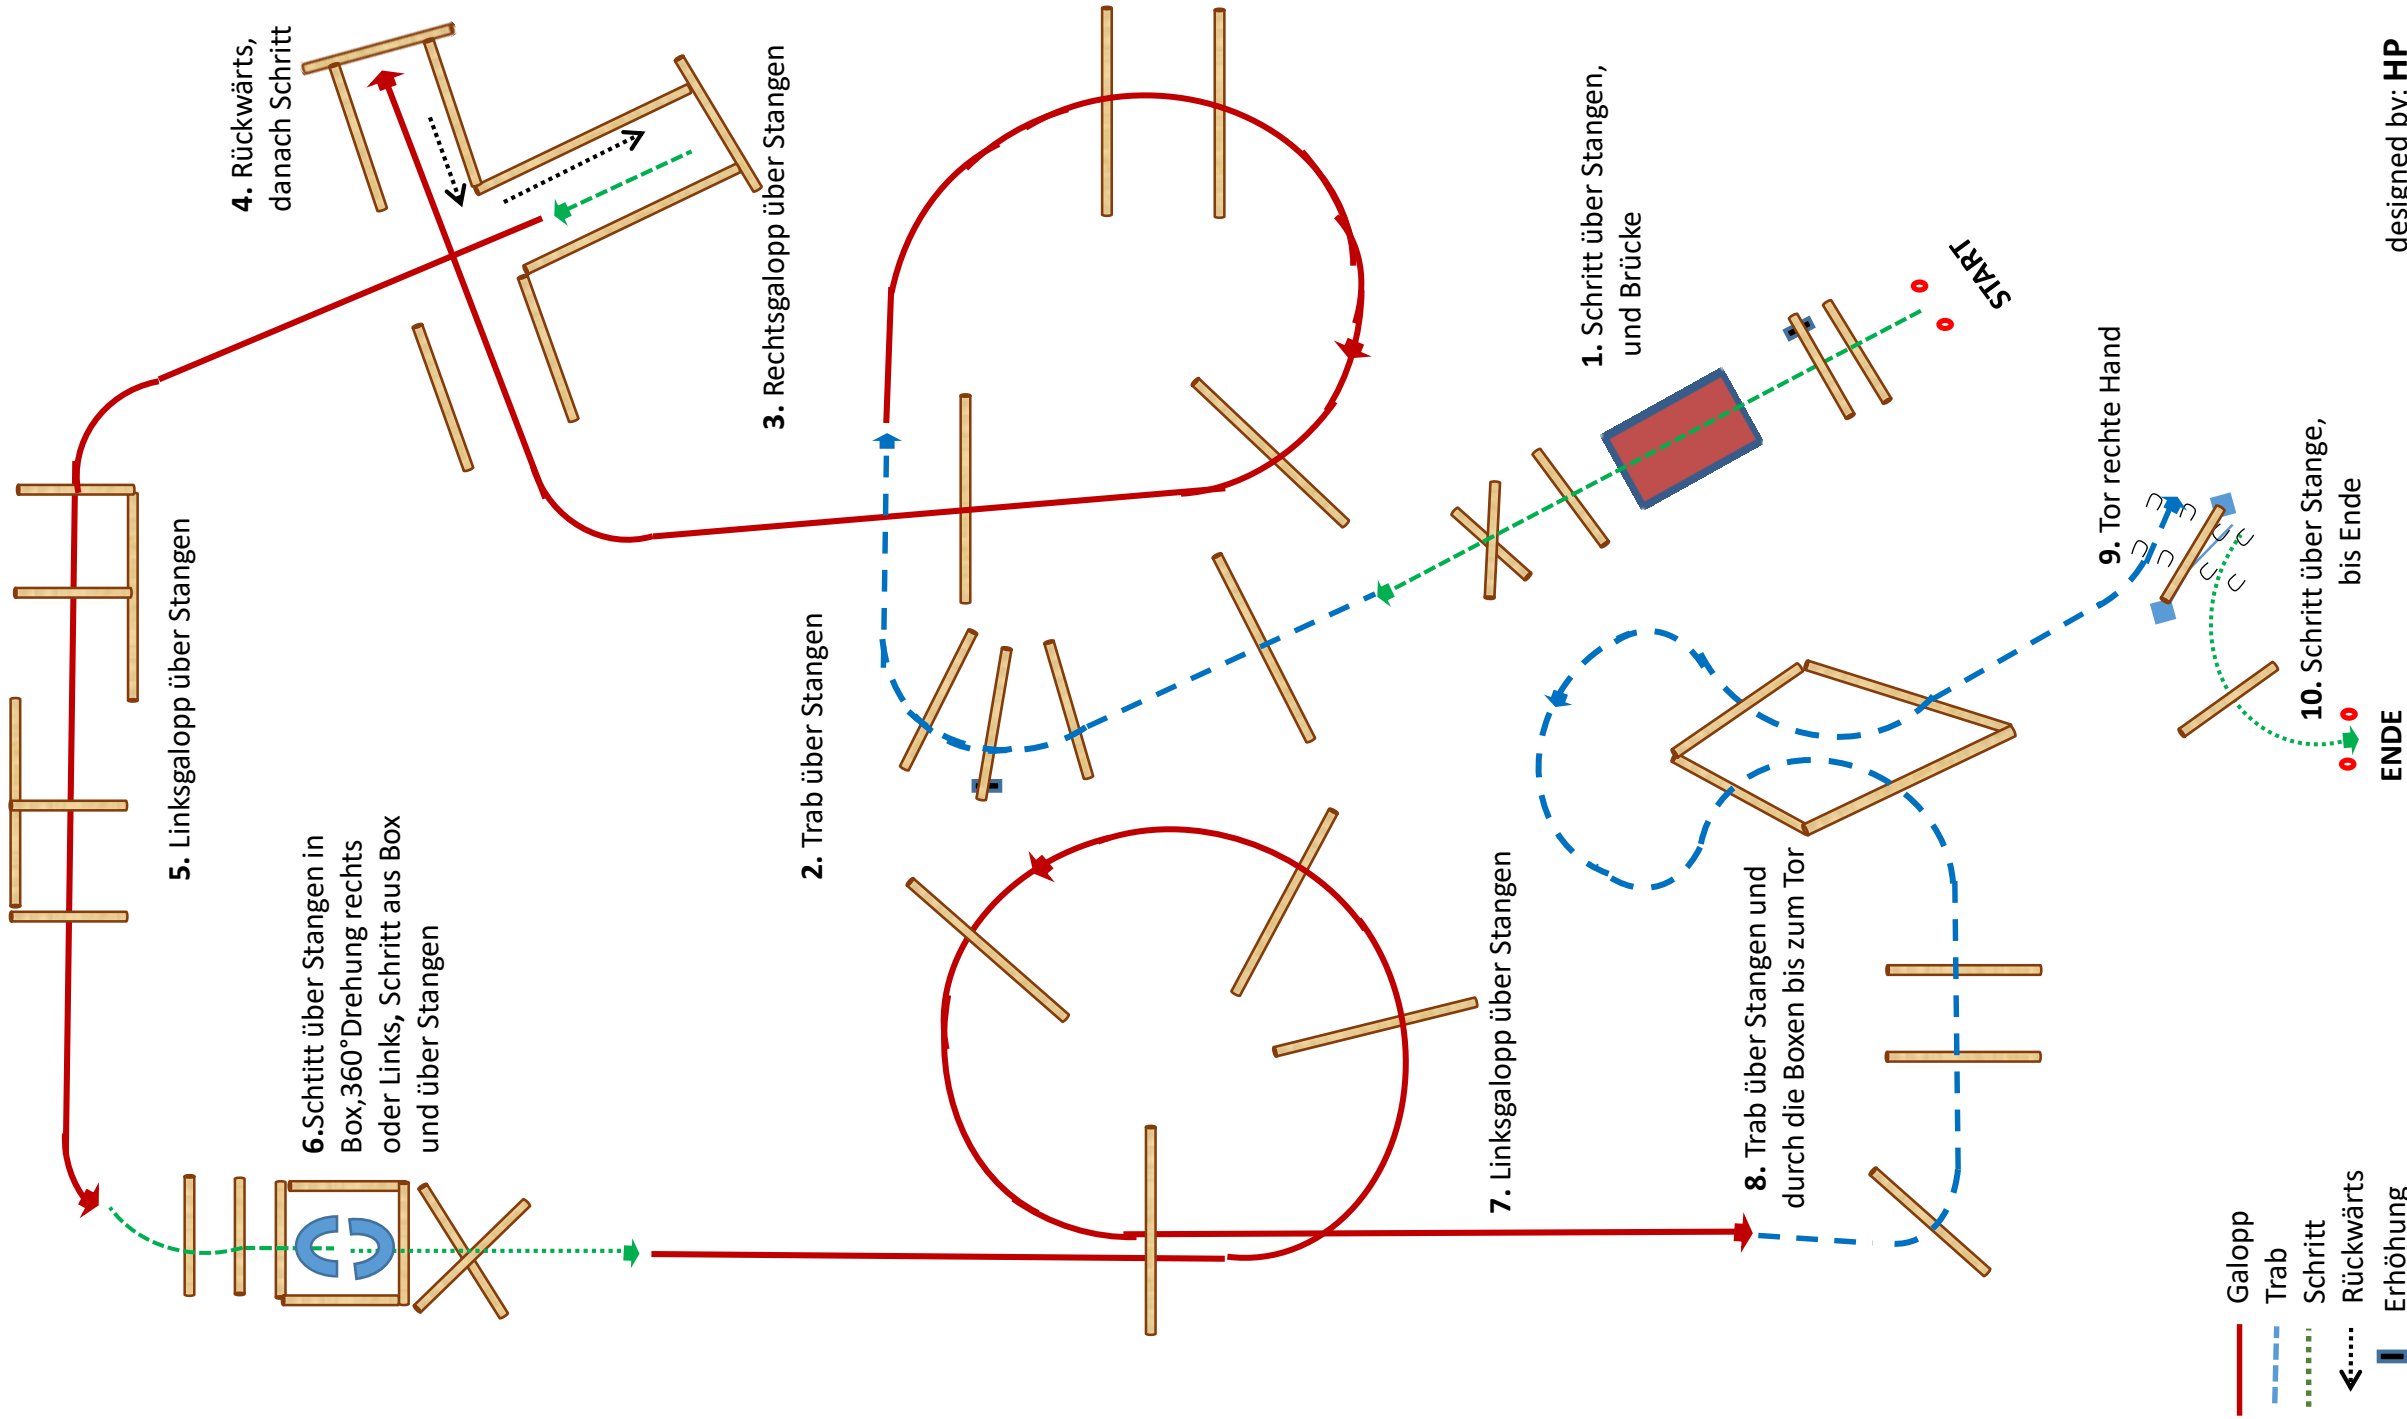 4. Rückwärts,
danach Schritt
3. Rechtsgalopp über Stangen
1. Schritt über Stangen,
und Brücke
START
5. Linksgalopp über Stangen
2. Trab über Stangen
9. Tor rechte Hand
10. Schritt über Stange,
bis Ende
ENDE
6.Schtitt über Stangen in
Box,360°Drehung rechts
oder Links, Schritt aus Box
und über Stangen
7. Linksgalopp über Stangen
8. Trab über Stangen und
durch die Boxen bis zum Tor
Galopp
Trab
Schritt
Rückwärts
Erhöhung
designed by: HP